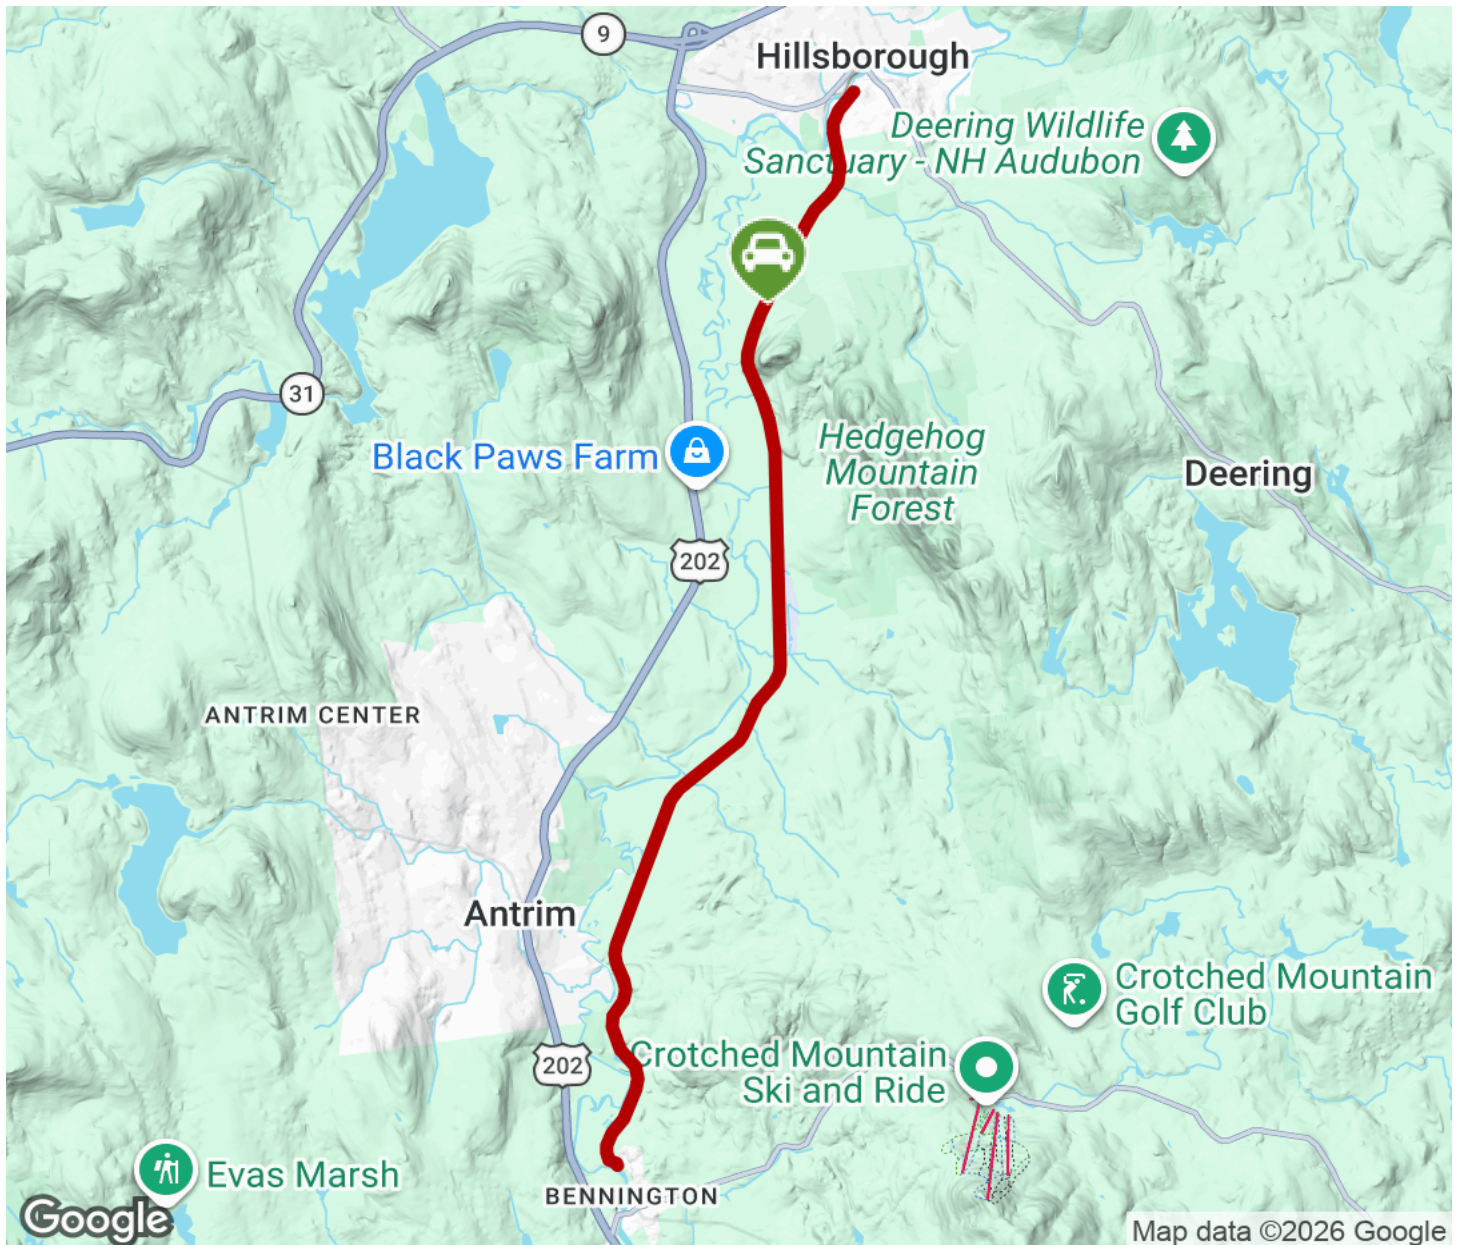 9
Hillsborough
Deering Wildlife
Sanctuary - NH Audubon
31
Black Paws Farm
Hedgehog
Mountain
Forest
Deering
202
ANTRIM CENTER
Antrim
Crotched Mountain
Golf Club
202
Crotched Mountain
Ski and Ride
Evas Marsh
BENNINGTON
Google
Map data ©2026 Google